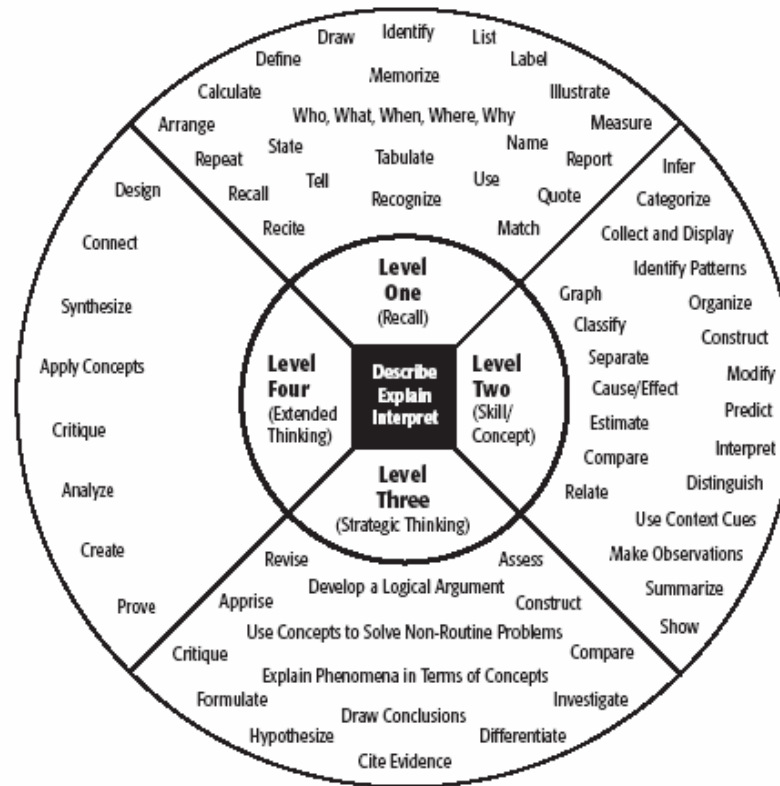 Draw
Identify
List
Define
Label
Memorize
Calculate
Illustrate
Arrange
Who, What, When, Where, Why
Measure
Repeat
State
Tabulate
Name
Report
Recall
Tell
Use
Recite
Recognize
Quote
Match
Level
One
(Recall)
Infer
Categorize
Collect and Display
Identify Patterns
Graph
Organize
Classify
Construct
Separate
Modify
Cause/Effect
Predict
Estimate
Interpret
Compare
Distinguish
Relate
Use Context Cues
Make Observations
Summarize
Show
Level
Two
(Skill/
Concept)
Describe
Explain
Interpret
Level
Three
(Strategic Thinking)
Revise
Assess
Develop a Logical Argument
Apprise
Construct
Use Concepts to Solve Non-Routine Problems
Critique
Compare
Explain Phenomena in Terms of Concepts
Formulate
Investigate
Draw Conclusions
Hypothesize
Differentiate
Cite Evidence
Level
Four
(Extended
Thinking)
Design
Connect
Synthesize
Apply Concepts
Critique
Analyze
Create
Prove